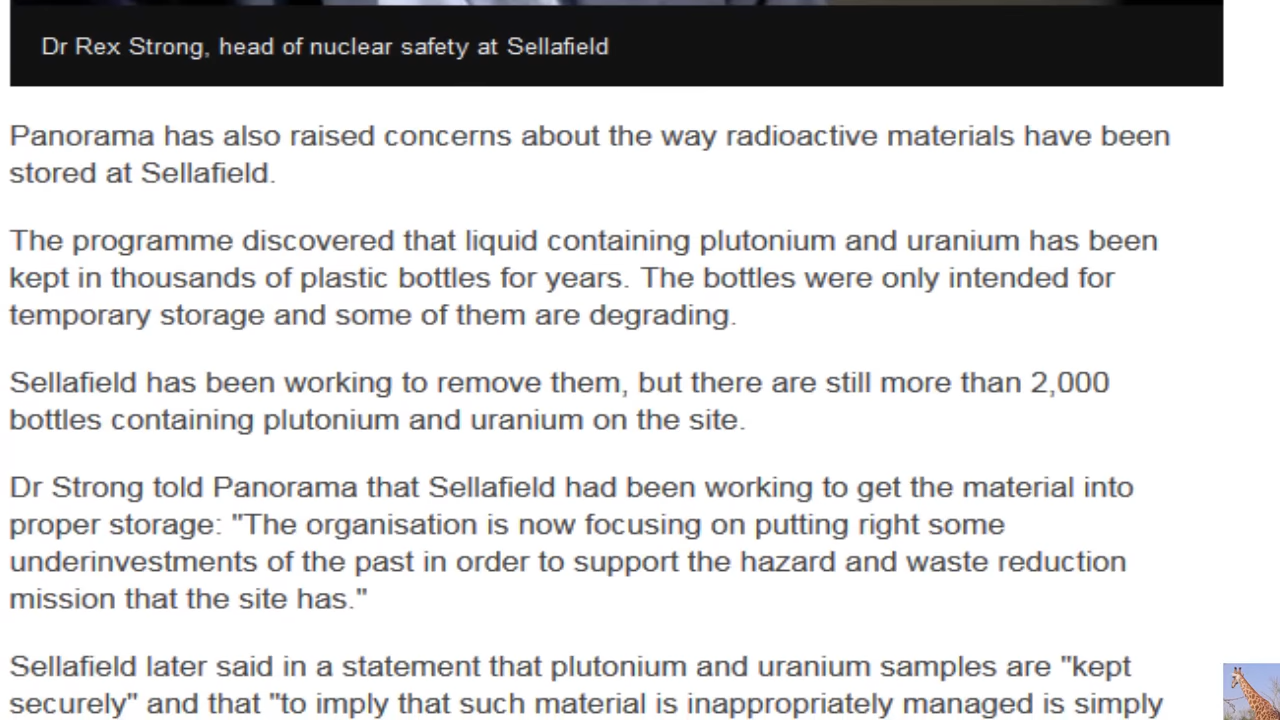 Dr Rex Strong, head of nuclear safety at Sellafield
Panorama has also raised concerns about the way radioactive materials have been
stored at Sellafield.
The programme discovered that liquid containing plutonium and uranium has been
kept in thousands of plastic bottles for years. The bottles were only intended for
temporary storage and some of them are degrading.
Sellafield has been working to remove them, but there are still more than 2,000
bottles containing plutonium and uranium on the site.
Dr Strong told Panorama that Sellafield had been working to get the material into
proper storage: "The organisation is now focusing on putting right some
underinvestments of the past in order to support the hazard and waste reduction
mission that the site has."
Sellafield later said in a statement that plutonium and uranium samples are "kept
securely" and that "to imply that such material is inappropriately managed is simply